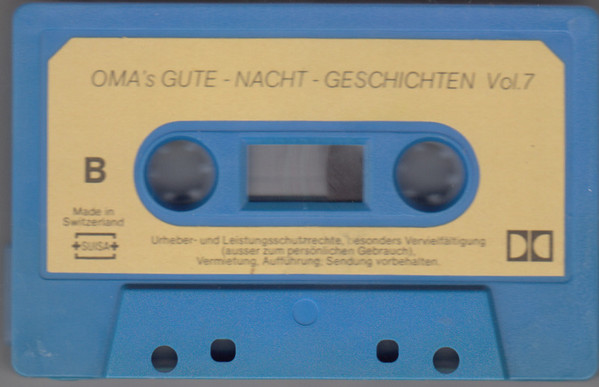 OMA's GUTE - NACHT - GESCHICHTEN Vol.7
B
Made in
Switzerland
SUISA
Urheber- und Leistungsschutzrechte, besonders Vervielfältigung
(ausser zum persönlichen Gebrauch),
Vermietung, Aufführung, Sendung vorbehalten.